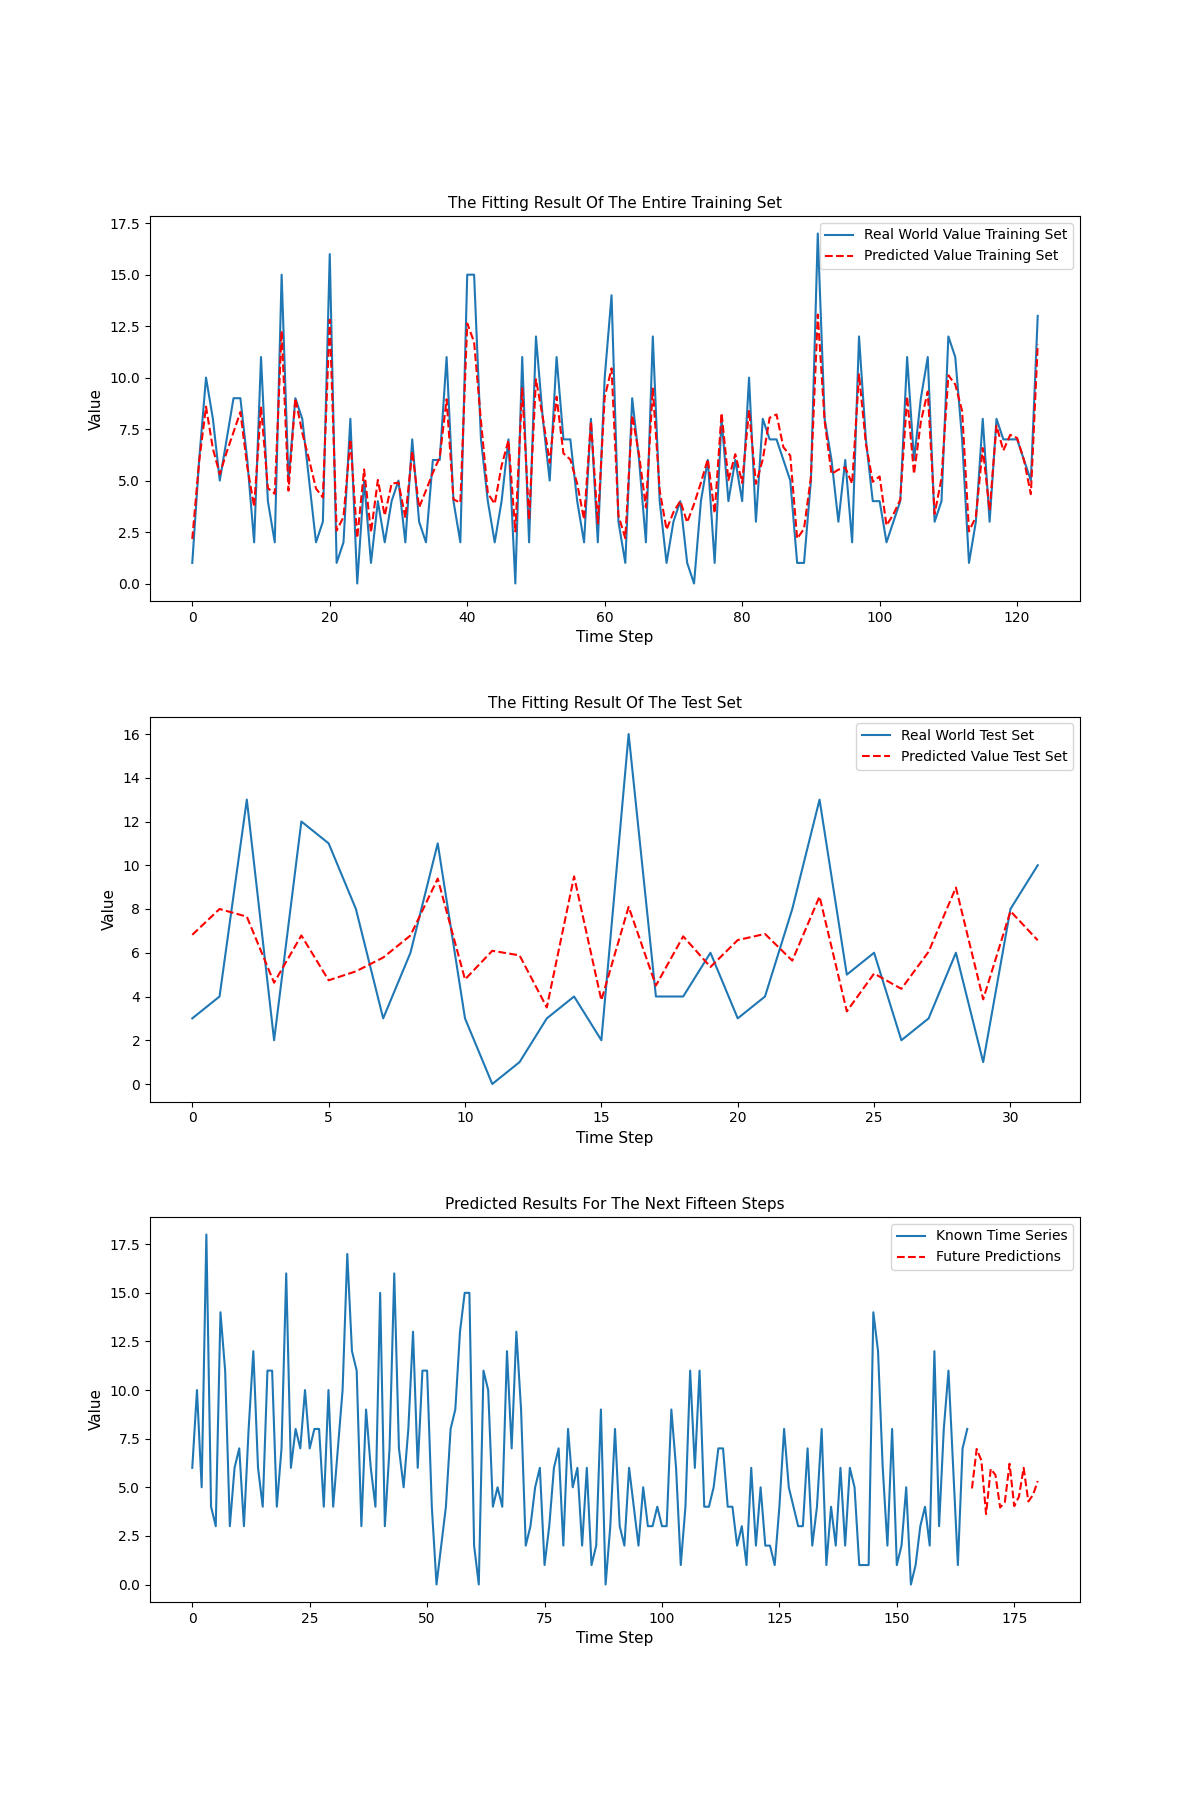 The Fitting Result Of The Entire Training Set
17.5
15.0
12.5
10.0
7.5
5.0
2.5
0.0
Value
Real World Value Training Set
Predicted Value Training Set
0 20 40 60 80 100 120
Time Step
The Fitting Result Of The Test Set
16
14
12
10
8
6
4
2
0
Value
Real World Test Set
Predicted Value Test Set
0 5 10 15 20 25 30
Time Step
Predicted Results For The Next Fifteen Steps
17.5
15.0
12.5
10.0
7.5
5.0
2.5
0.0
Value
Known Time Series
Future Predictions
0 25 50 75 100 125 150 175
Time Step